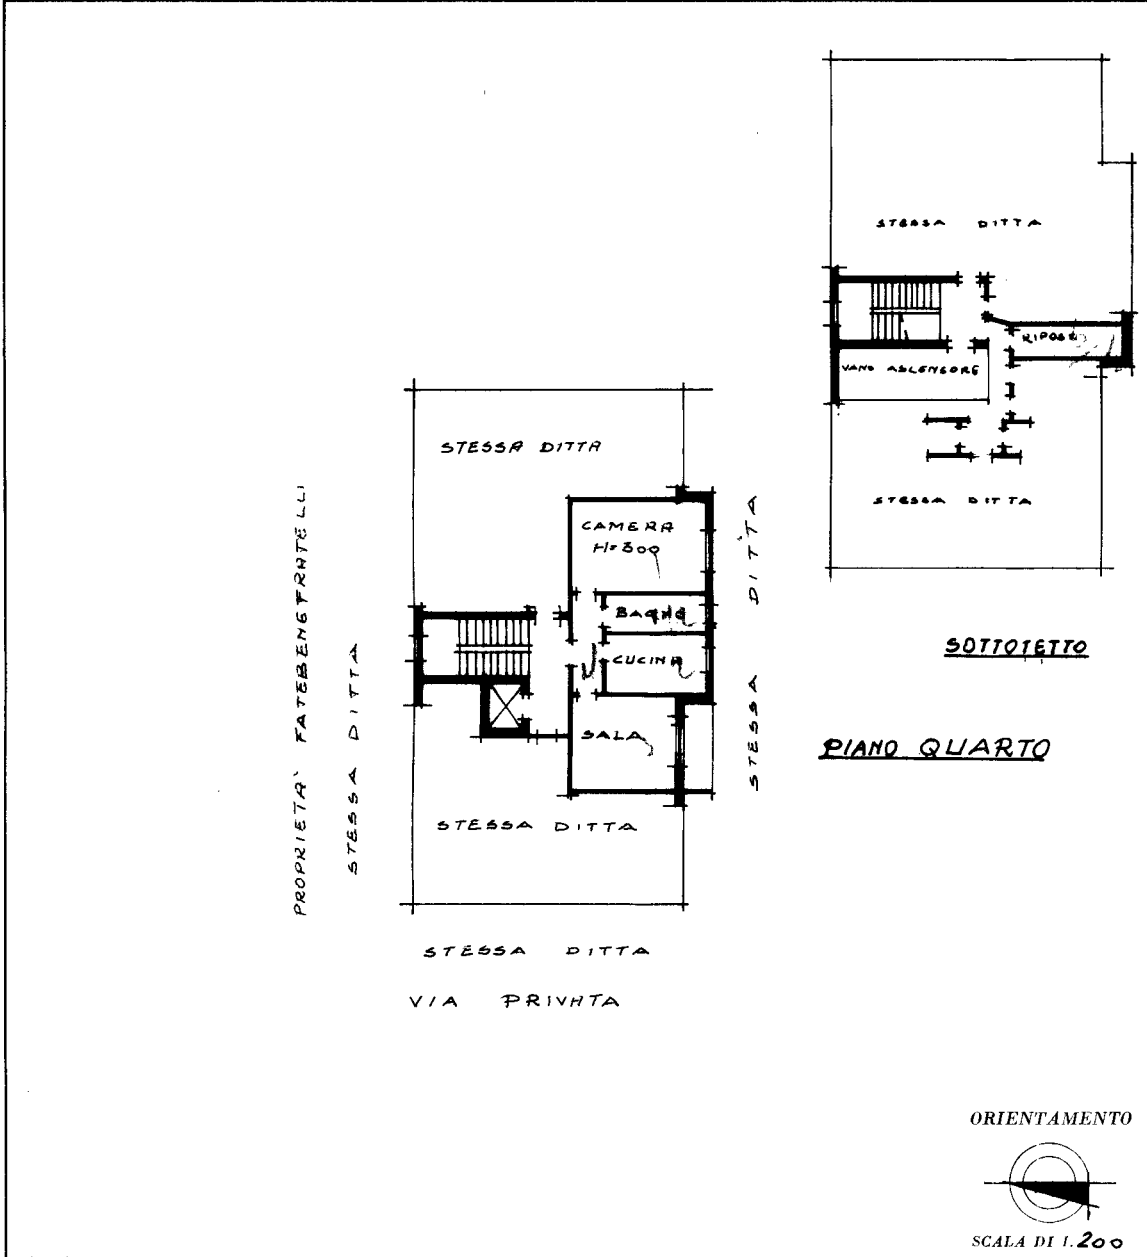 STESSA DITTA
RIPOSO
VANO ASCENSORE
STESSA DITTA
SOTTOTETTO
STESSA DITTA
CAMERA
H=300
BAGNO
CUCINA
SALA
STESSA DITTA
PROPRIETA' FATEBENEFRATELLI
STESSA DITTA
STESSA DITTA
PIANO QUARTO
STESSA DITTA
VIA PRIVATA
ORIENTAMENTO
SCALA DI 1.200